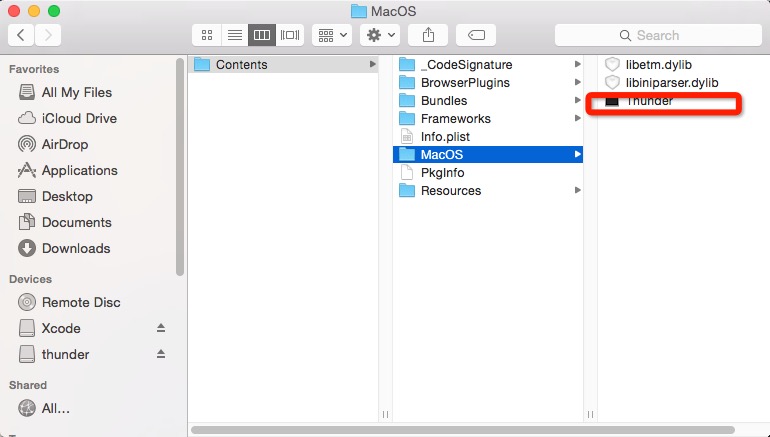 MacOS
Search
Favorites
All My Files
iCloud Drive
AirDrop
Applications
Desktop
Documents
Downloads
Devices
Remote Disc
Xcode
thunder
Shared
All...
Contents
_CodeSignature
BrowserPlugins
Bundles
Frameworks
Info.plist
MacOS
PkgInfo
Resources
libetm.dylib
libiniparser.dylib
Thunder